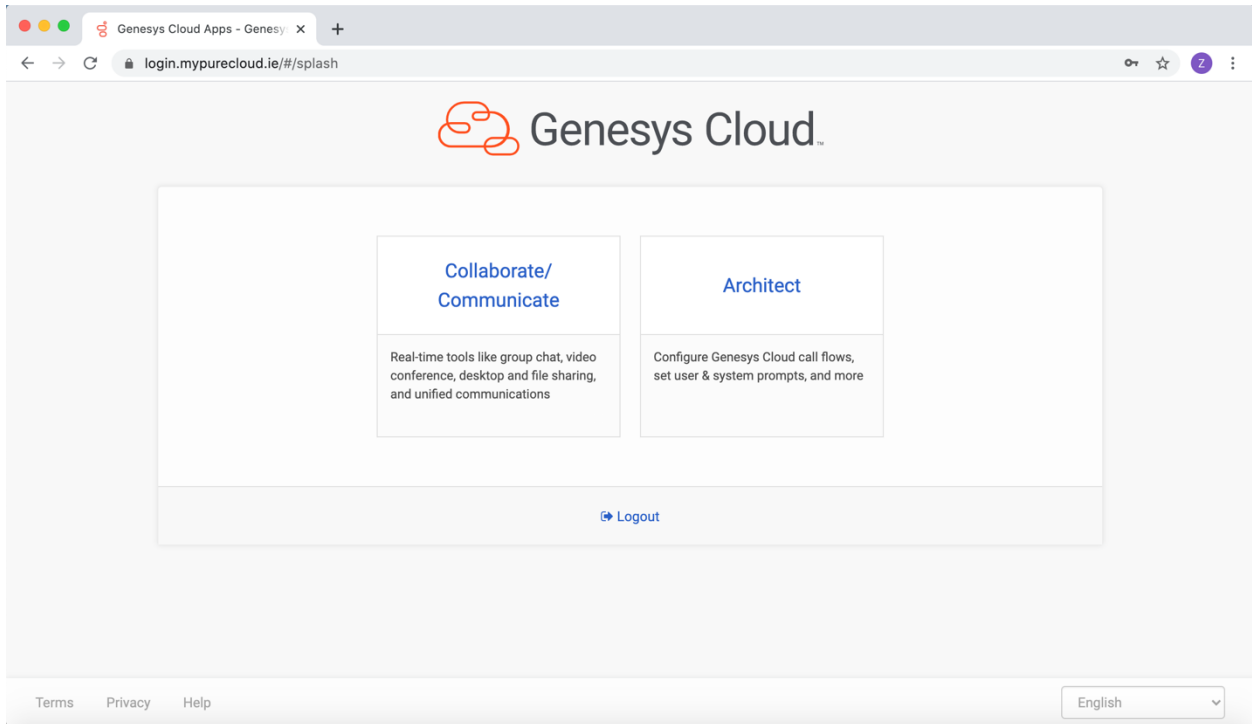 Genesys Cloud Apps - Genesy
login.mypurecloud.ie/#/splash
Z
Genesys Cloud™
Collaborate/
Communicate
Architect
Real-time tools like group chat, video
conference, desktop and file sharing,
and unified communications
Configure Genesys Cloud call flows,
set user & system prompts, and more
Logout
Terms Privacy Help English